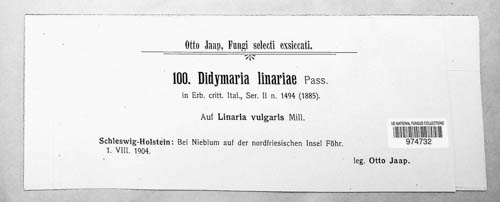 Otto Jaap, Fungi selecti exsiccati.
100. Didymaria linariae Pass.
in Erb. critt. Ital., Ser. II n. 1494 (1885).
Auf Linaria vulgaris Mill.
US NATIONAL FUNGUS COLLECTIONS
974732
Schleswig-Holstein: Bei Nieblum auf der nordfriesischen Insel Föhr.
1. VIII. 1904.
leg. Otto Jaap.